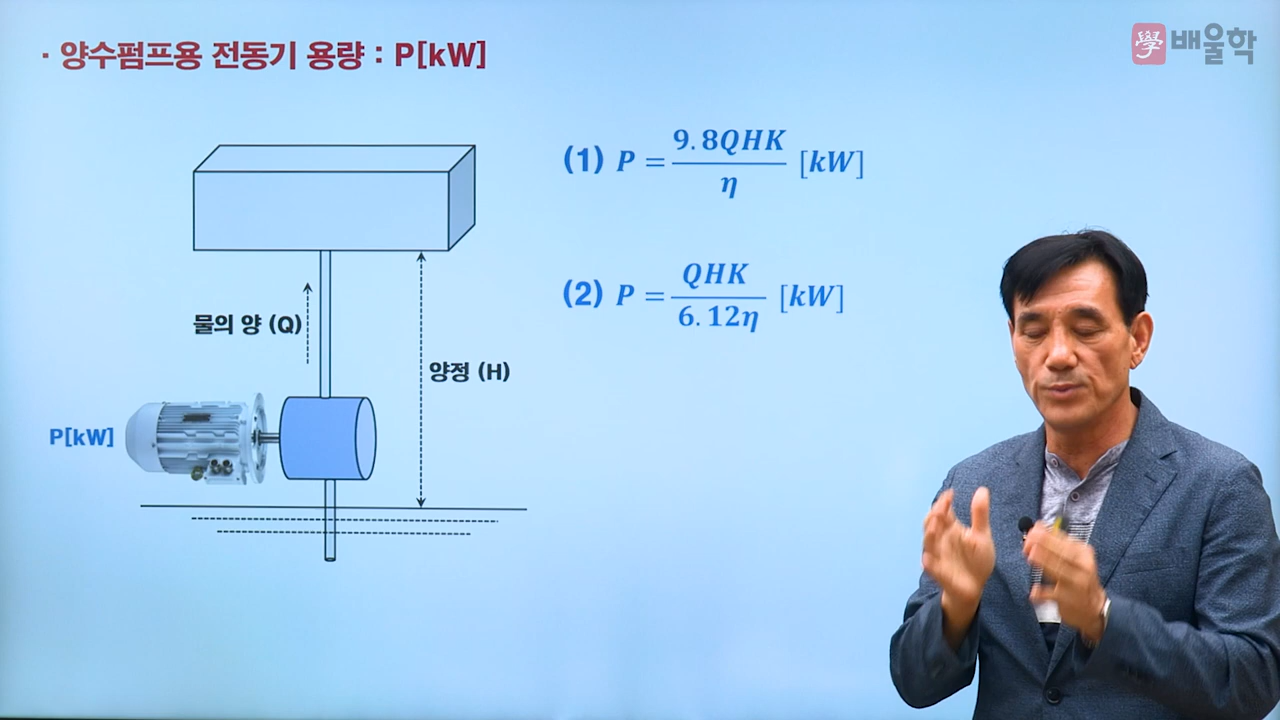 · 양수펌프용 전동기 용량 : P[kW]
學 배울학
(1) P = 9.8QHK / η [kW]
(2) P = QHK / 6.12η [kW]
물의 양 (Q)
양정 (H)
P[kW]